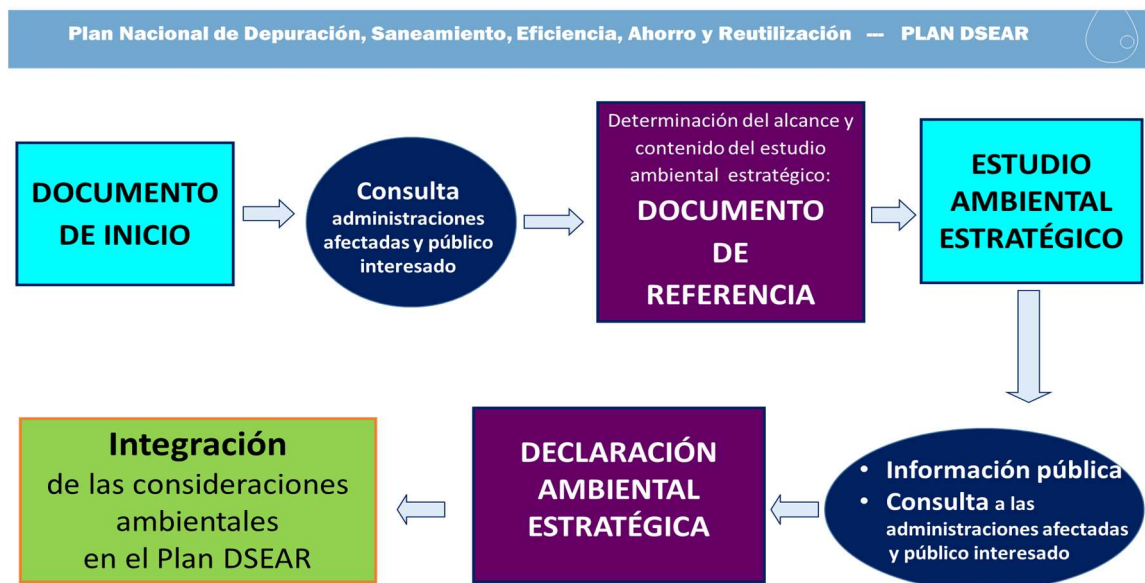 Plan Nacional de Depuración, Saneamiento, Eficiencia, Ahorro y Reutilización --- PLAN DSEAR
DOCUMENTO
DE INICIO
Consulta
administraciones
afectadas y público
interesado
Determinación del alcance y
contenido del estudio
ambiental estratégico:
DOCUMENTO
DE
REFERENCIA
ESTUDIO
AMBIENTAL
ESTRATÉGICO
• Información pública
• Consulta a las
administraciones afectadas
y público interesado
DECLARACIÓN
AMBIENTAL
ESTRATÉGICA
Integración
de las consideraciones
ambientales
en el Plan DSEAR